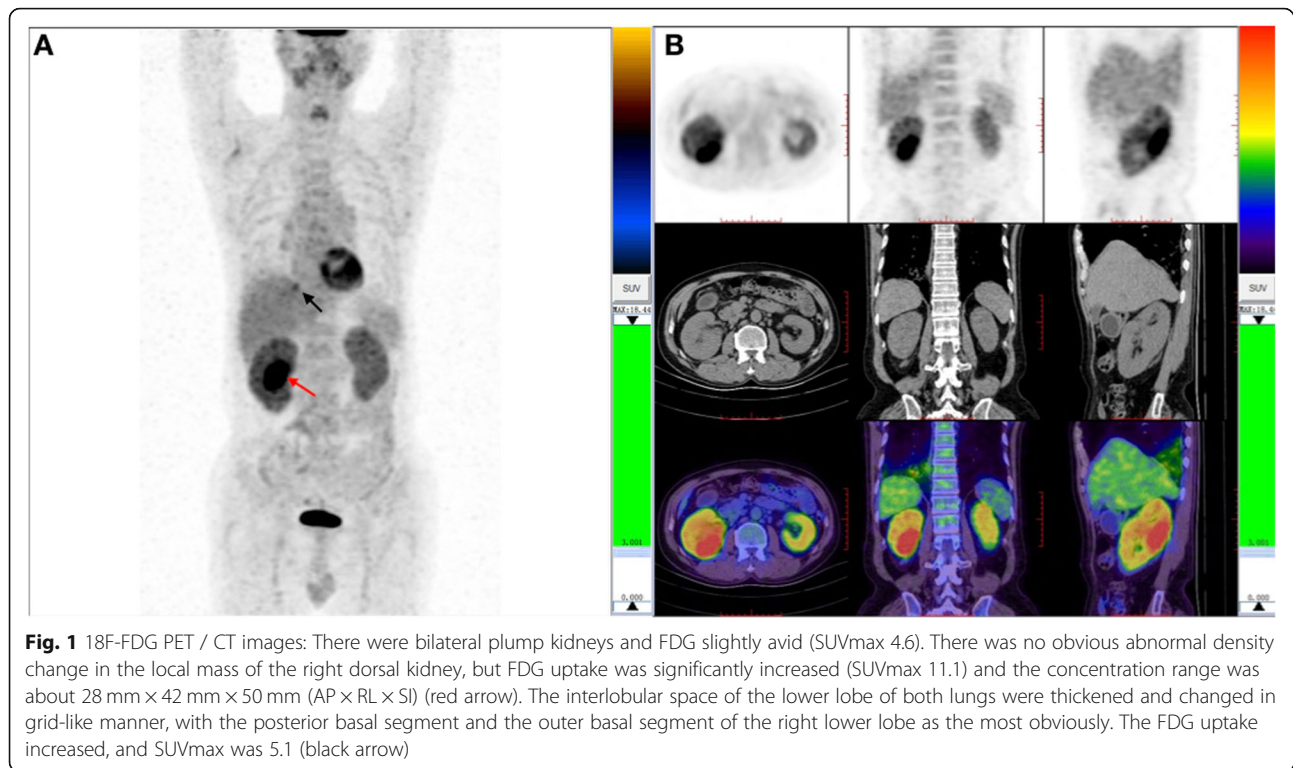 A
B
SUV
SUV
MAX:18.4
MAX:18.4
3.001
3.001
0.000
0.000
Fig. 1 18F-FDG PET / CT images: There were bilateral plump kidneys and FDG slightly avid (SUVmax 4.6). There was no obvious abnormal density
change in the local mass of the right dorsal kidney, but FDG uptake was significantly increased (SUVmax 11.1) and the concentration range was
about 28 mm × 42 mm × 50 mm (AP × RL × SI) (red arrow). The interlobular space of the lower lobe of both lungs were thickened and changed in
grid-like manner, with the posterior basal segment and the outer basal segment of the right lower lobe as the most obviously. The FDG uptake
increased, and SUVmax was 5.1 (black arrow)